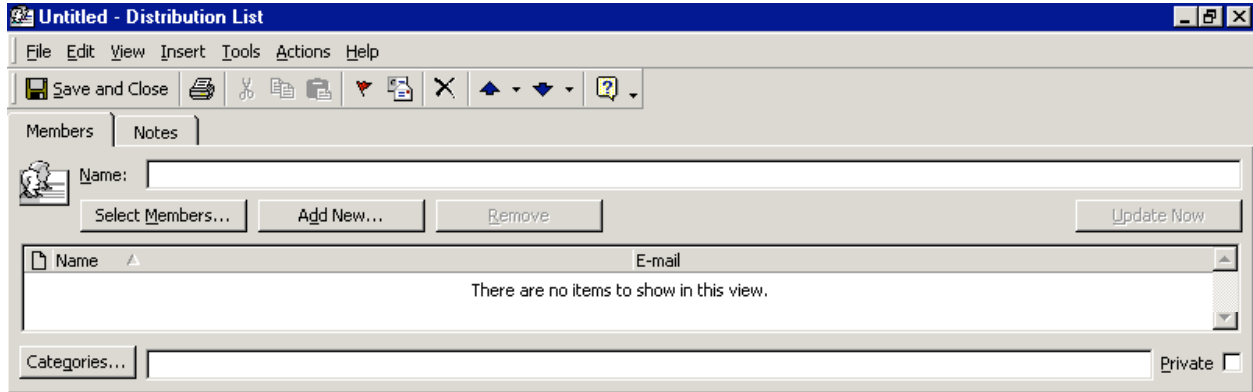 Untitled - Distribution List
File Edit View Insert Tools Actions Help
Save and Close
Members Notes
Name:
Select Members... Add New... Remove Update Now
Name E-mail
There are no items to show in this view.
Categories... Private